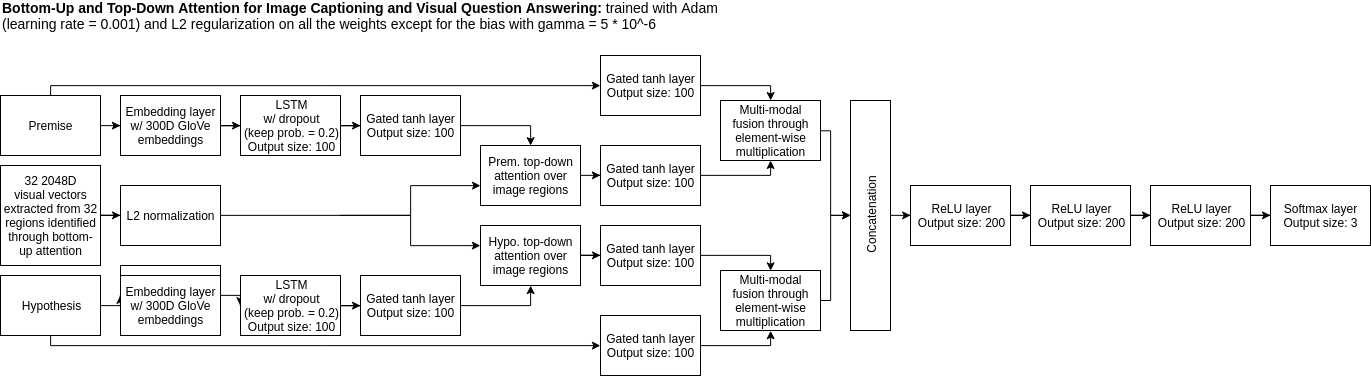 Bottom-Up and Top-Down Attention for Image Captioning and Visual Question Answering: trained with Adam
(learning rate = 0.001) and L2 regularization on all the weights except for the bias with gamma = 5 * 10^-6
Gated tanh layer
Output size: 100
Premise
Embedding layer
w/ 300D GloVe
embeddings
LSTM
w/ dropout
(keep prob. = 0.2)
Output size: 100
Gated tanh layer
Output size: 100
Multi-modal
fusion through
element-wise
multiplication
Prem. top-down
attention over
image regions
Gated tanh layer
Output size: 100
32 2048D
visual vectors
extracted from 32
regions identified
through bottom-
up attention
L2 normalization
Concatenation
ReLU layer
Output size: 200
ReLU layer
Output size: 200
ReLU layer
Output size: 200
Softmax layer
Output size: 3
Hypo. top-down
attention over
image regions
Gated tanh layer
Output size: 100
Hypothesis
Embedding layer
w/ 300D GloVe
embeddings
LSTM
w/ dropout
(keep prob. = 0.2)
Output size: 100
Gated tanh layer
Output size: 100
Multi-modal
fusion through
element-wise
multiplication
Gated tanh layer
Output size: 100